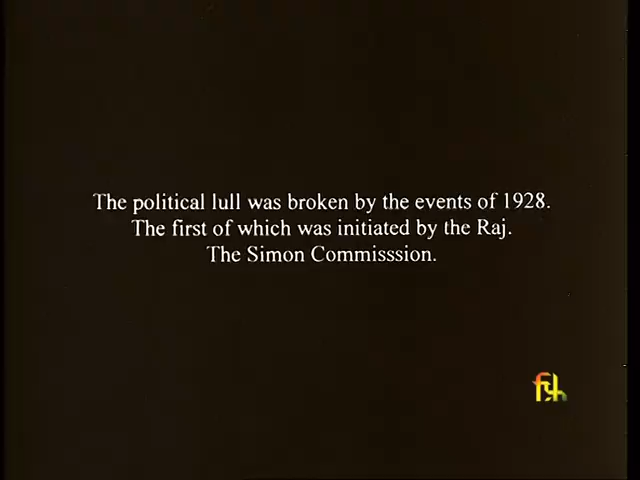 The political lull was broken by the events of 1928.
The first of which was initiated by the Raj.
The Simon Commisssion.